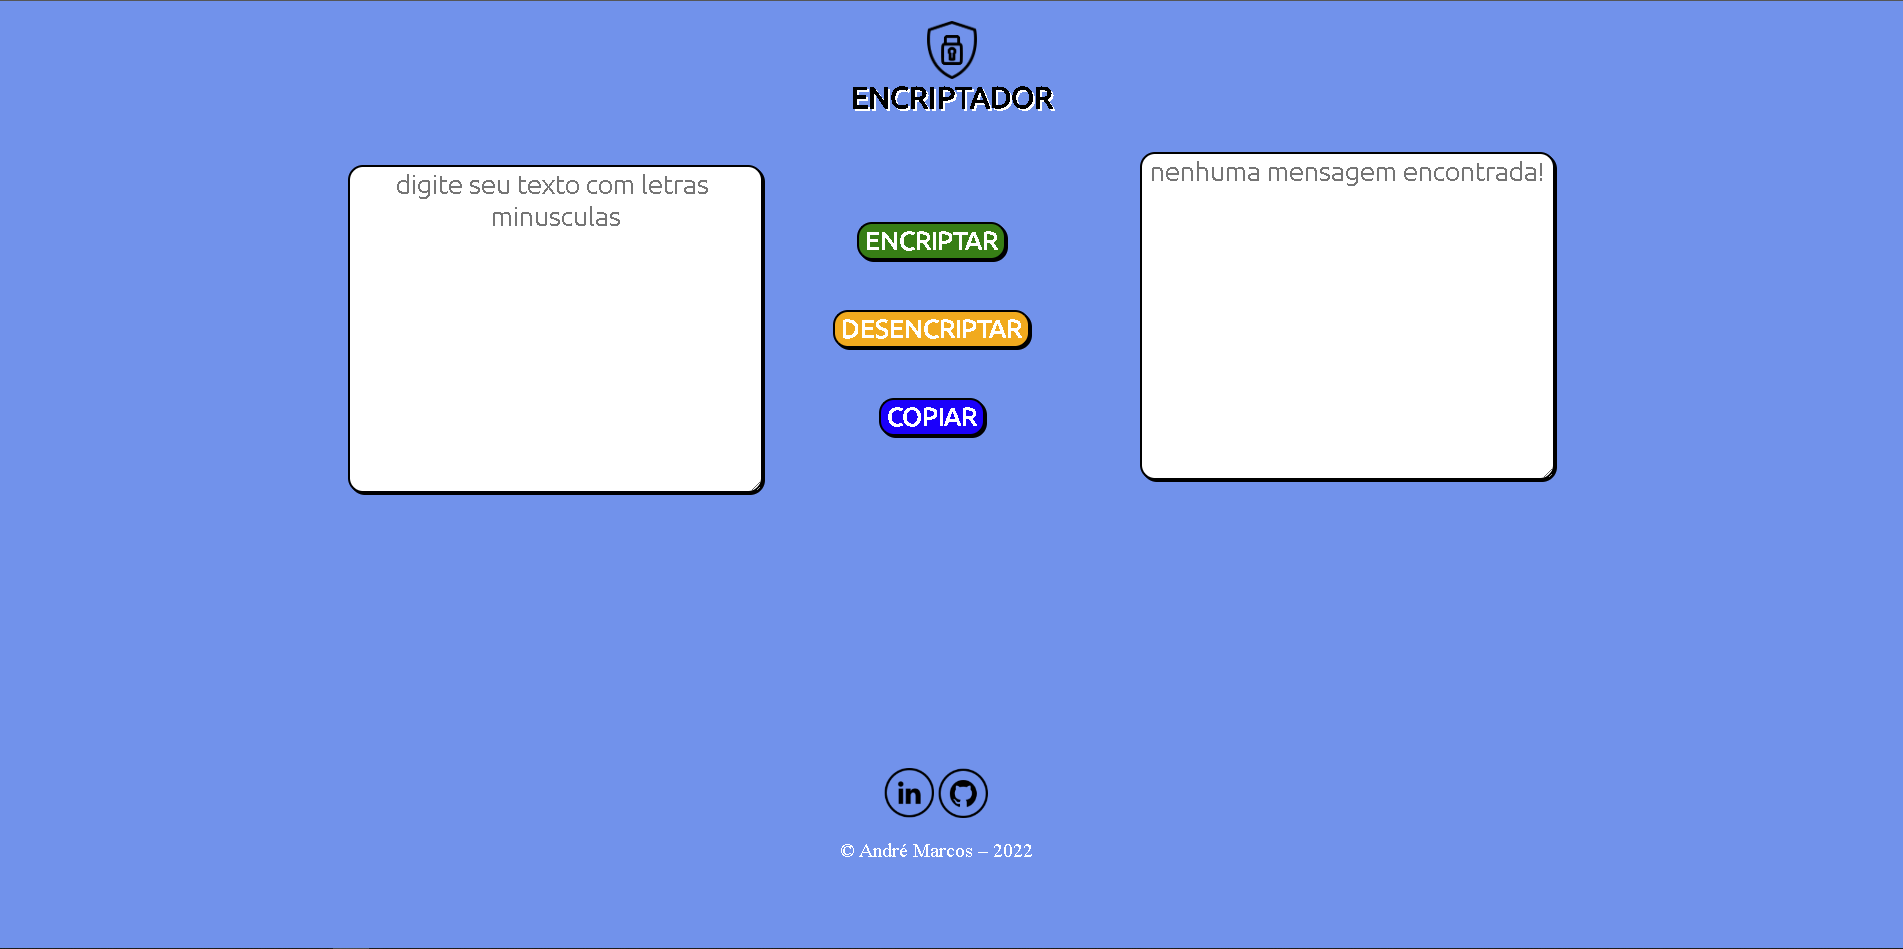 ENCRIPTADOR
digite seu texto com letras
minusculas
ENCRIPTAR
DESENCRIPTAR
COPIAR
nenhuma mensagem encontrada!
in
© André Marcos – 2022